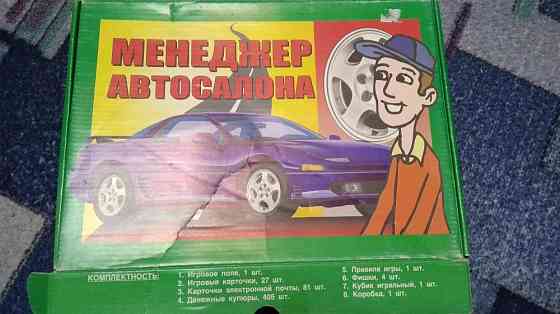 МЕНЕДЖЕР
АВТОСАЛОНА
КОМПЛЕКТНОСТЬ:
1. Игровое поле, 1 шт.
2. Игровые карточки, 27 шт.
3. Карточки электронной почты, 81 шт.
4. Денежные купюры, 405 шт.
5. Правила игры, 1 шт.
6. Фишки, 4 шт.
7. Кубик игральный, 1 шт.
8. Коробка, 1 шт.